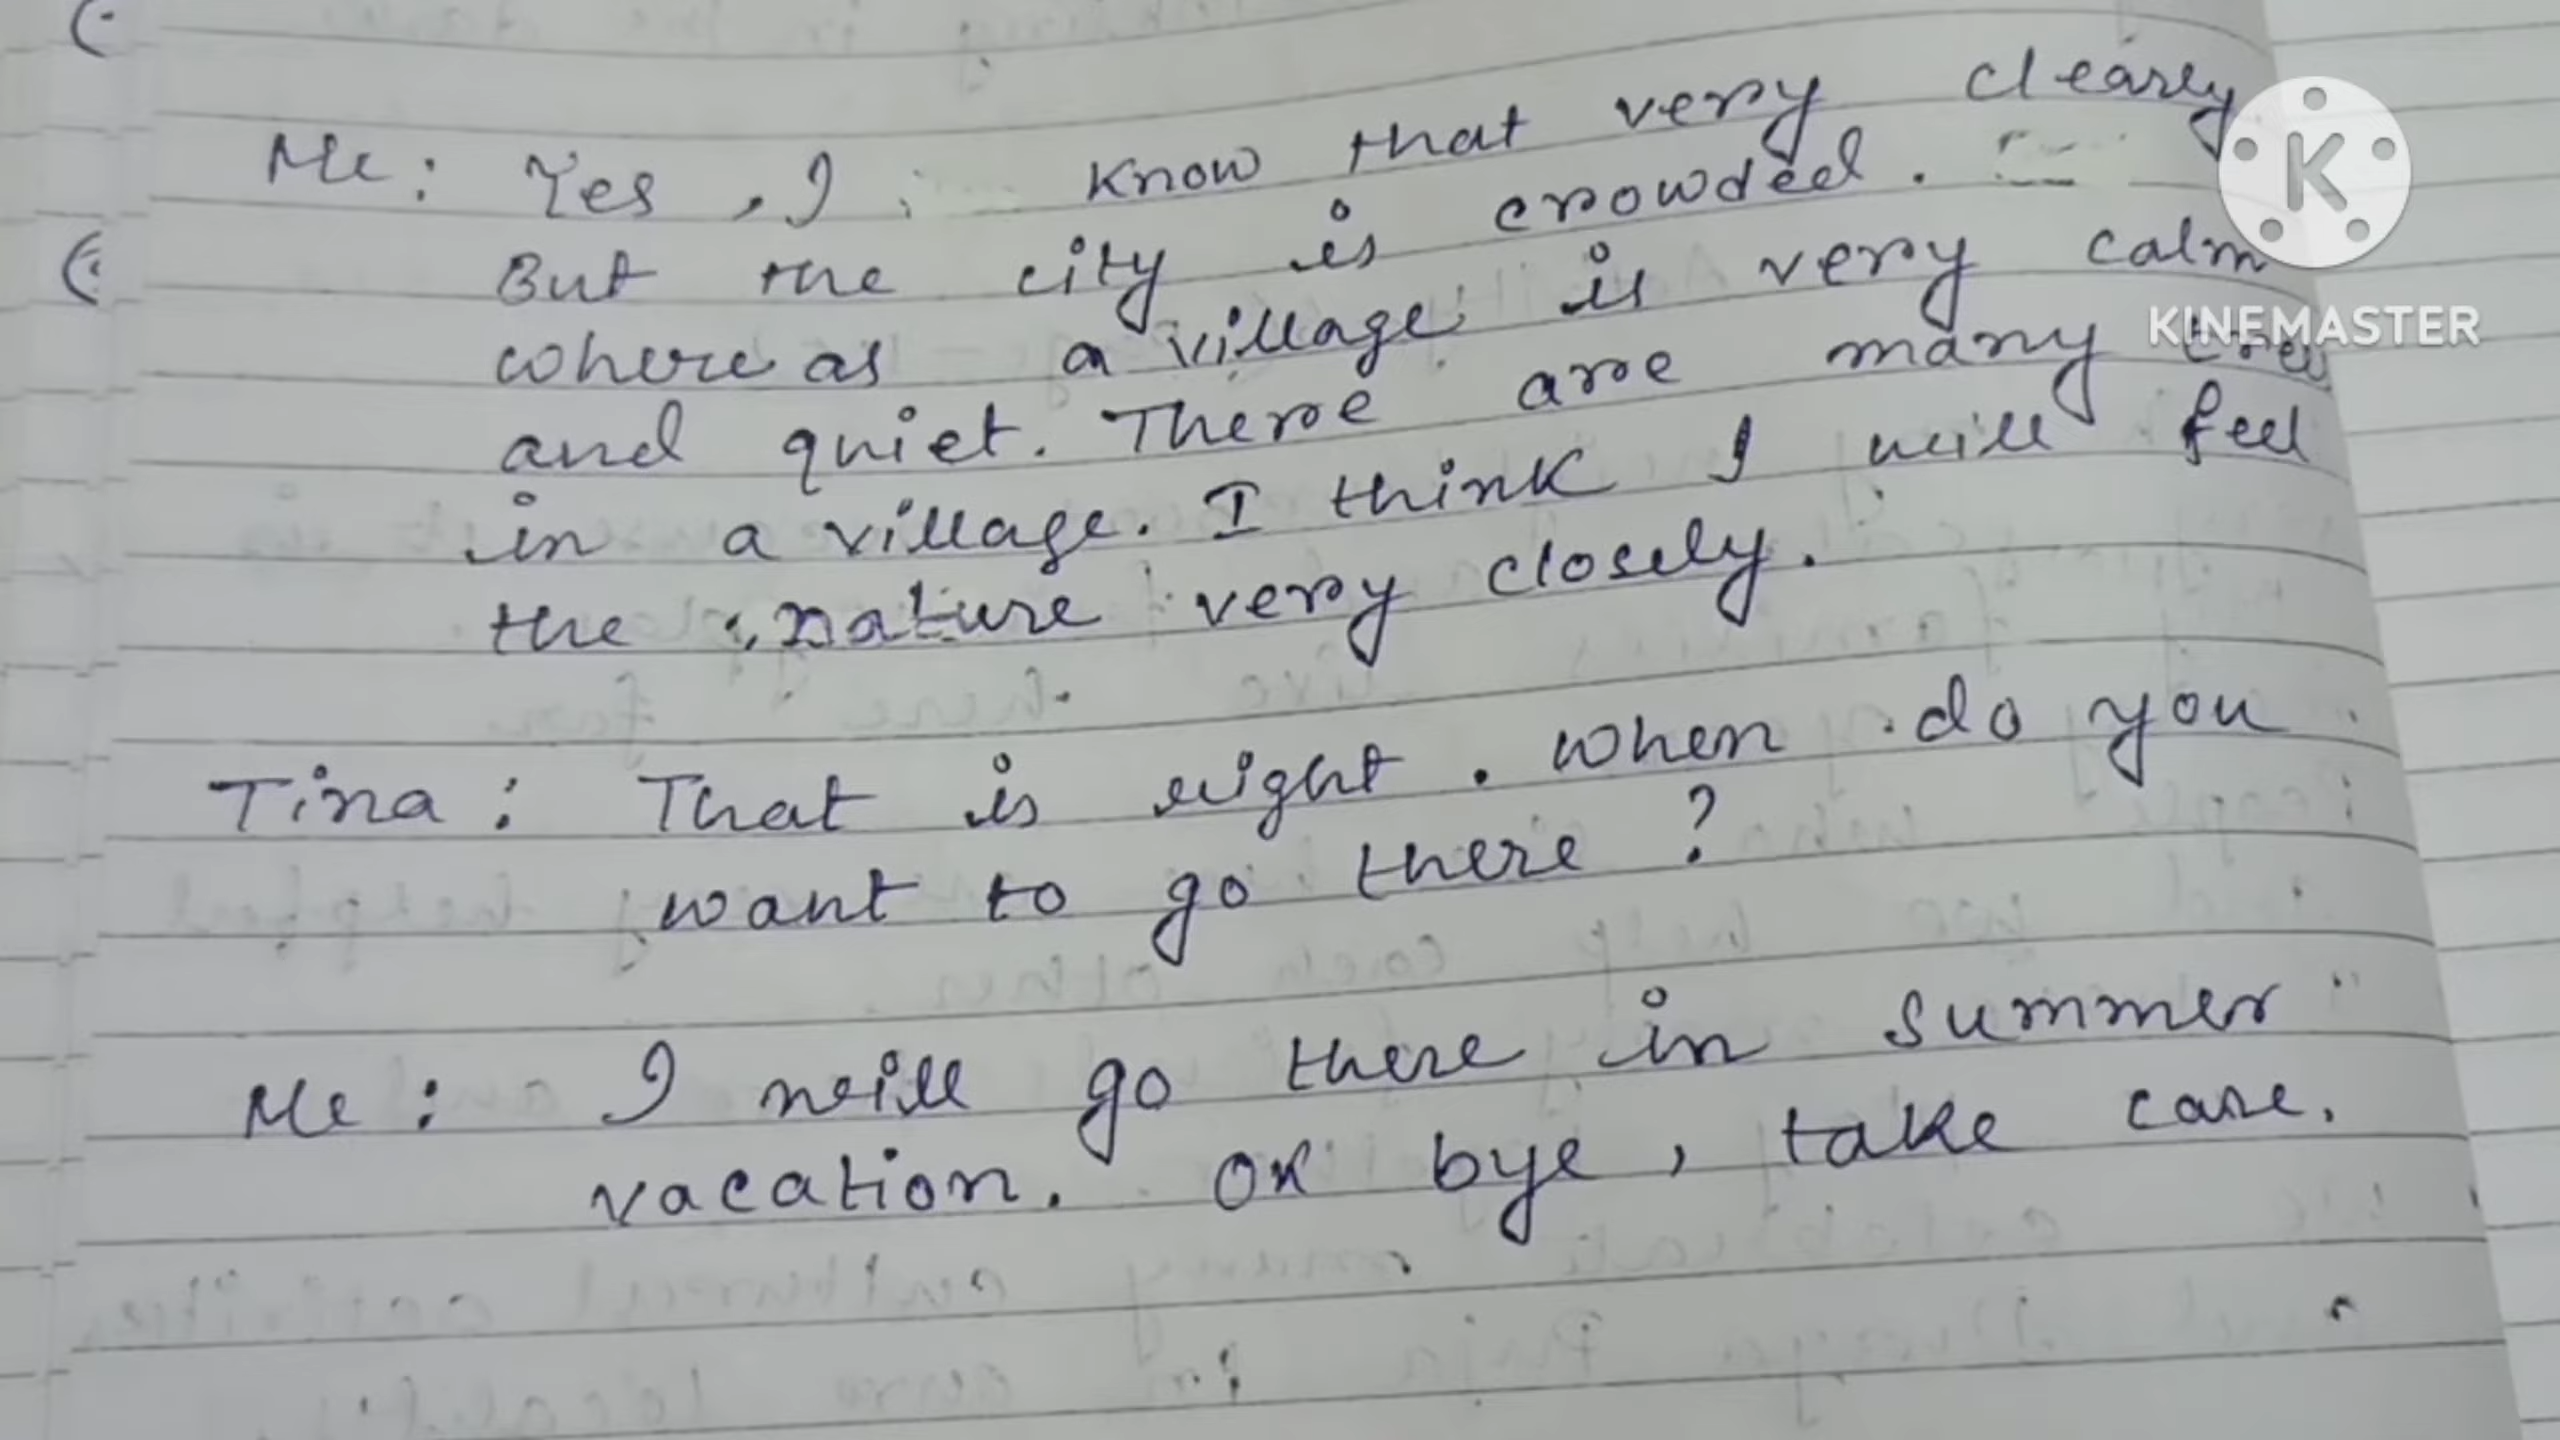 Me: Yes, I know that very clearly
But the city is crowded.
where as a village is very calm
and quiet. There are many trees
in a village. I think I will feel
the nature very closely.
Tina: That is right. When do you
want to go there?
Me: I will go there in summer
vacation. OK bye, take care.
KINEMASTER